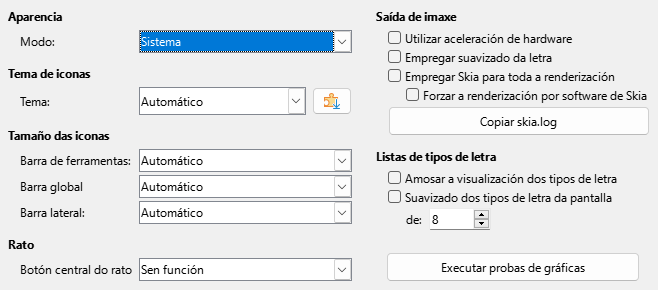 Aparencia
Modo: Sistema
Tema de iconas
Tema: Automático
Tamaño das iconas
Barra de ferramentas: Automático
Barra global Automático
Barra lateral: Automático
Rato
Botón central do rato Sen función
Saída de imaxe
Utilizar aceleración de hardware
Empregar suavizado da letra
Empregar Skia para toda a renderización
Forzar a renderización por software de Skia
Copiar skia.log
Listas de tipos de letra
Amosar a visualización dos tipos de letra
Suavizado dos tipos de letra da pantalla
de: 8
Executar probas de gráficas